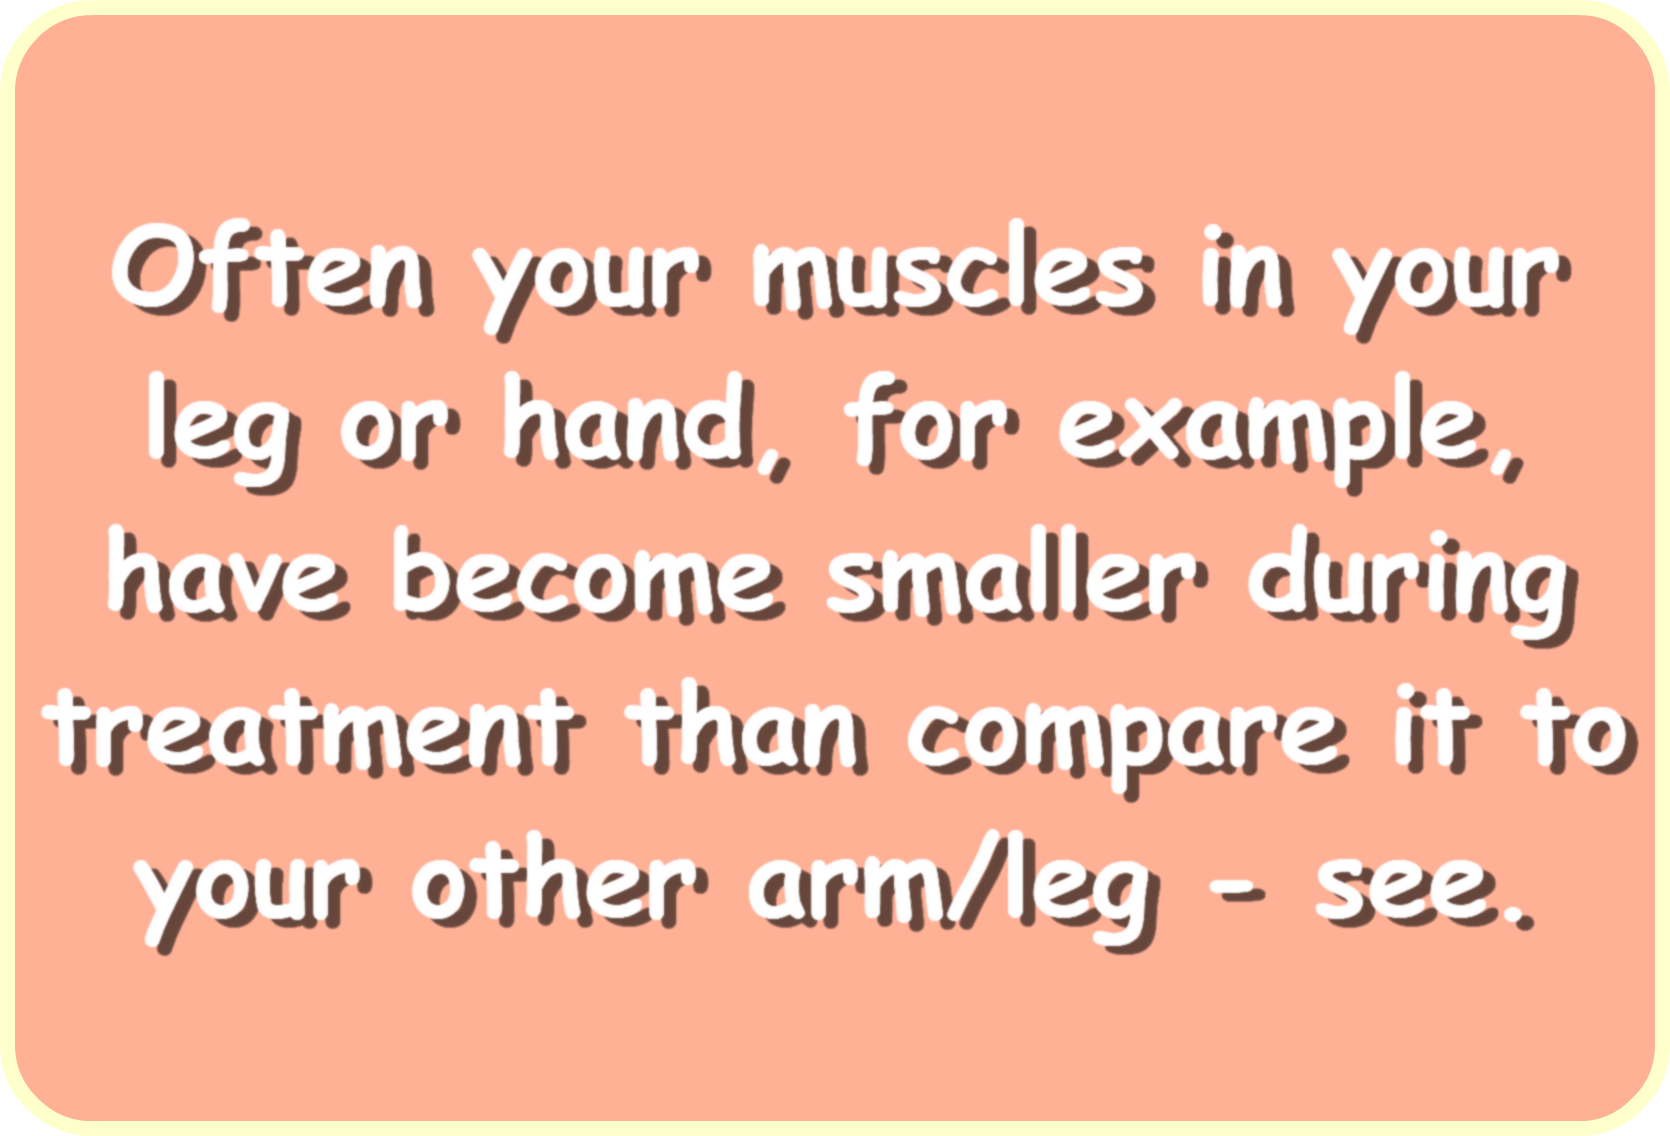 Often your muscles in your
leg or hand, for example,
have become smaller during
treatment than compare it to
your other arm/leg - see.